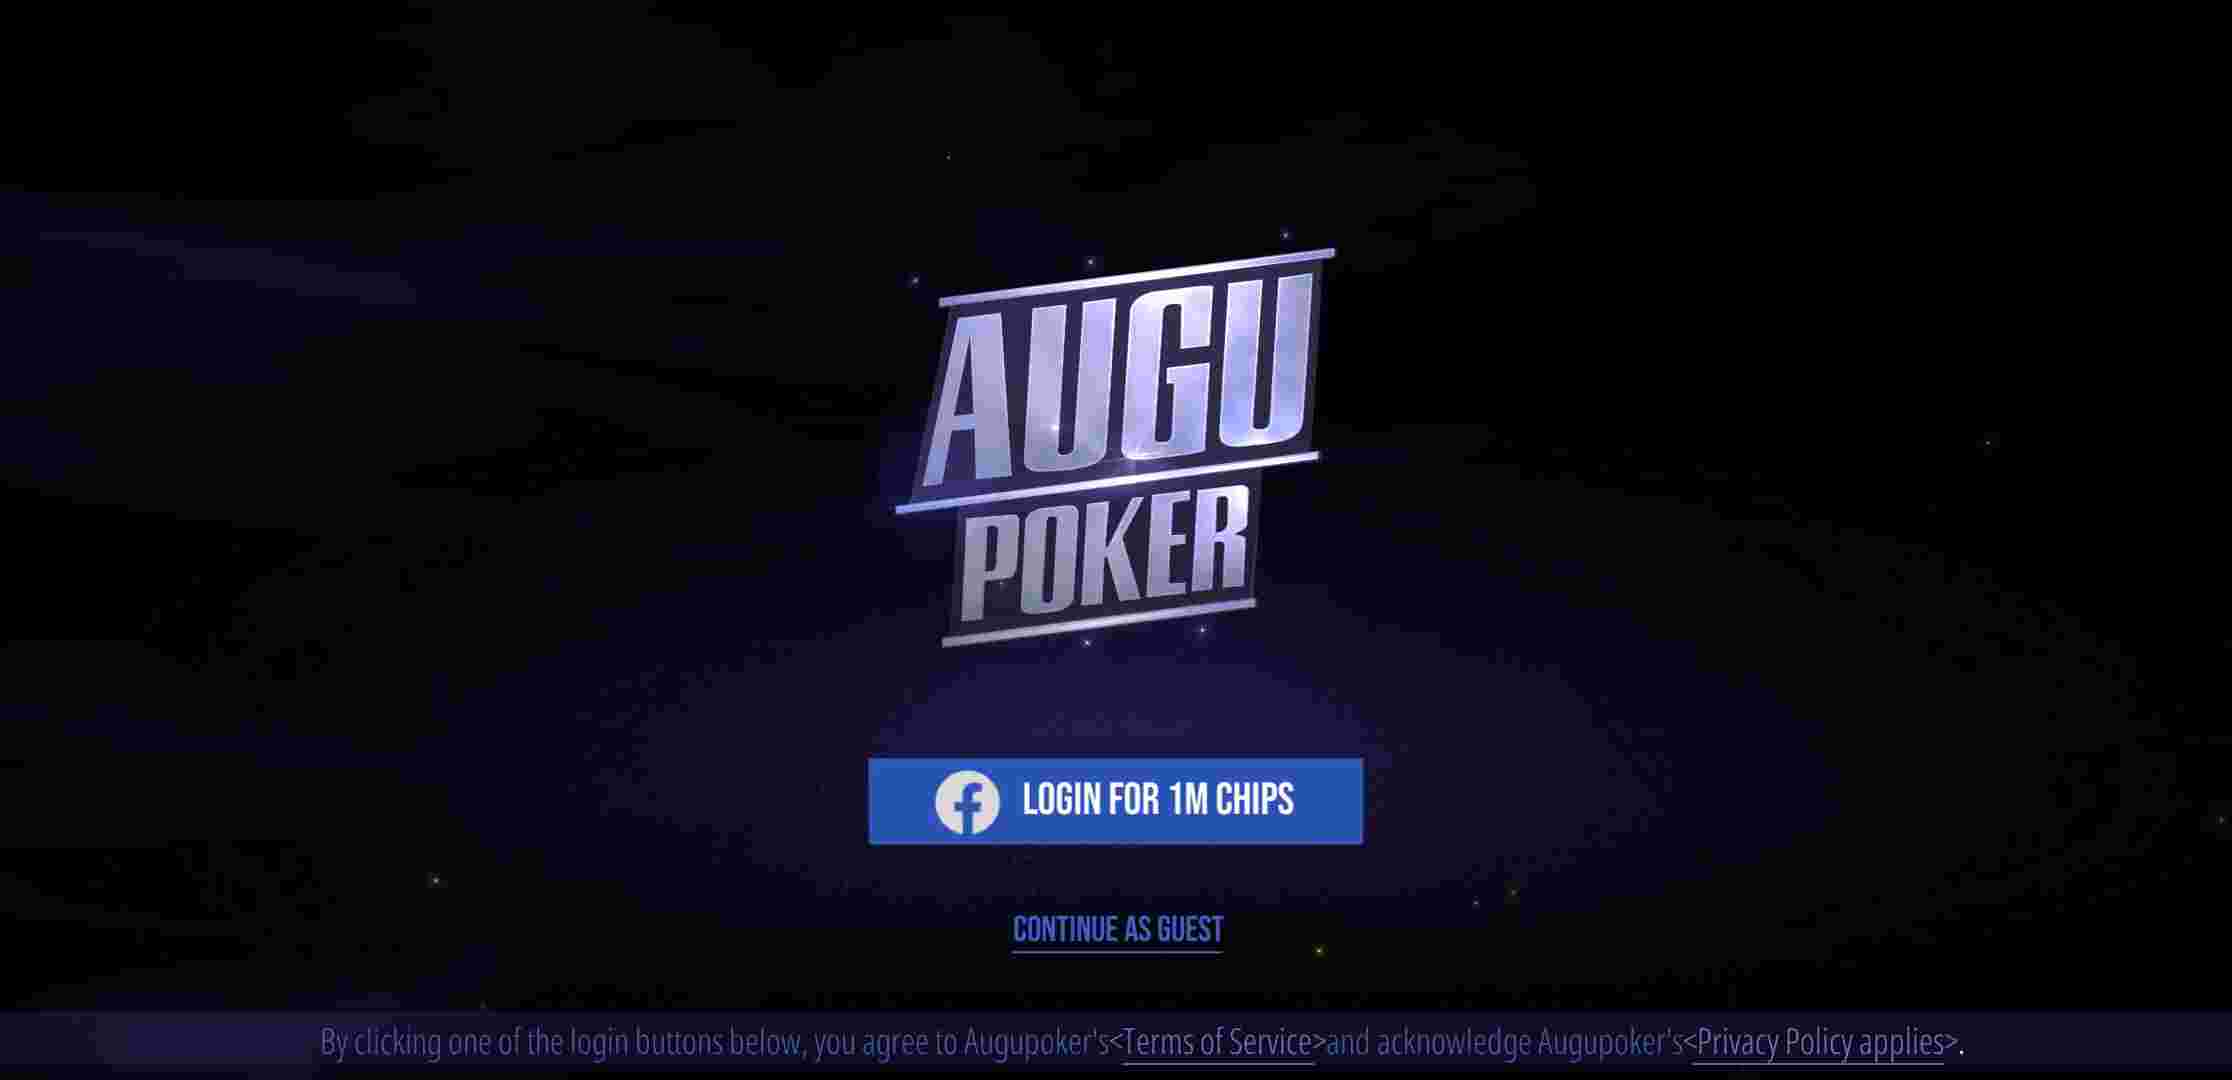 AUGU
POKER
LOGIN FOR 1M CHIPS
CONTINUE AS GUEST
By clicking one of the login buttons below, you agree to Augupoker's<Terms of Service>and acknowledge Augupoker's<Privacy Policy applies>.